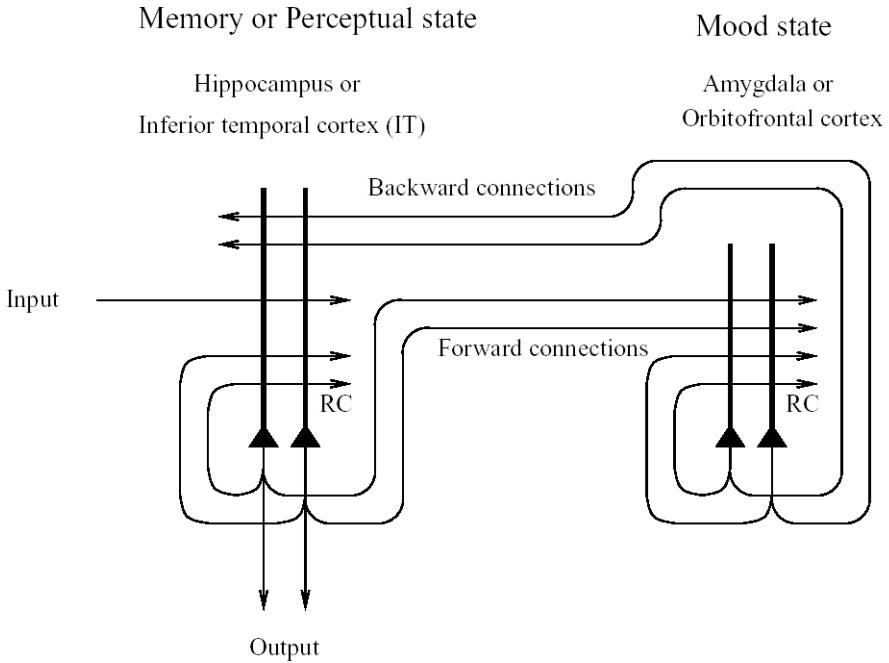 Memory or Perceptual state
Mood state
Hippocampus or
Inferior temporal cortex (IT)
Amygdala or
Orbitofrontal cortex
Backward connections
Input
Forward connections
RC
RC
Output